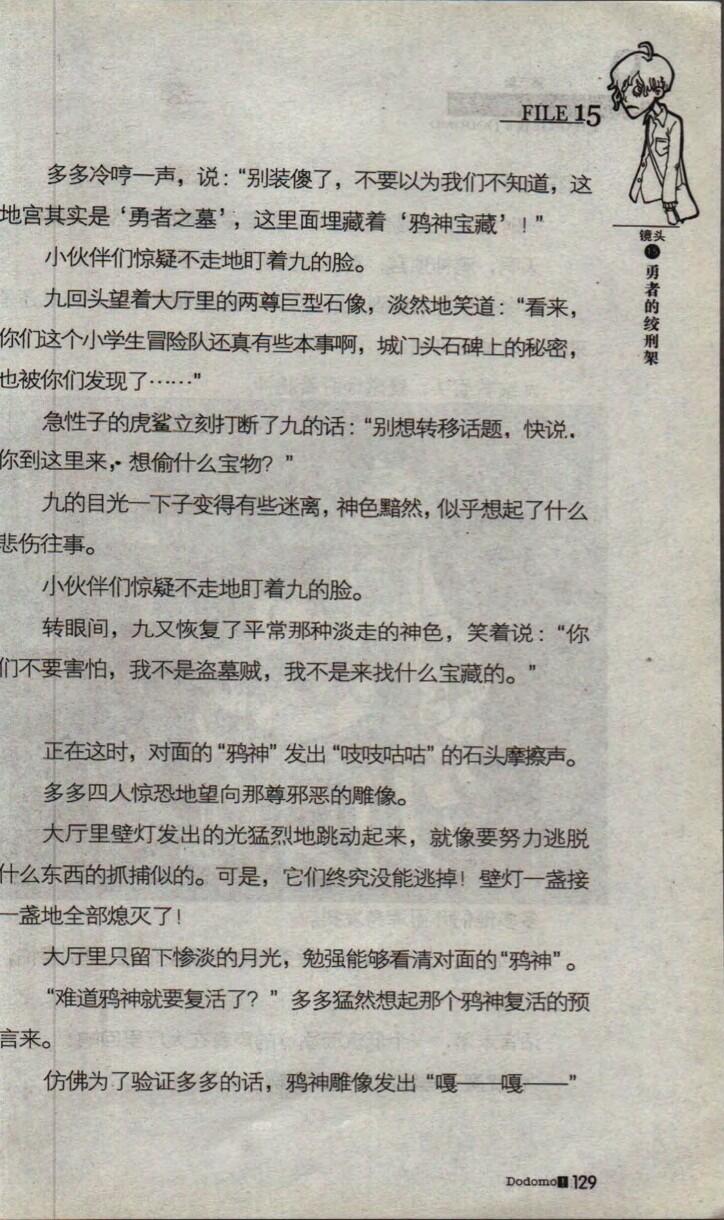 FILE 15
镜头
15
勇者的绞刑架
多多冷哼一声，说：“别装傻了，不要以为我们不知道，这
地宫其实是‘勇者之墓’，这里面埋藏着‘鸦神宝藏’！”
小伙伴们惊疑不走地盯着九的脸。
九回头望着大厅里的两尊巨型石像，淡然地笑道：“看来，
你们这个小学生冒险队还真有些本事啊，城门头石碑上的秘密，
也被你们发现了……”
急性子的虎鲨立刻打断了九的话：“别想转移话题，快说，
你到这里来，想偷什么宝物？”
九的目光一下子变得有些迷离，神色黯然，似乎想起了什么
悲伤往事。
小伙伴们惊疑不走地盯着九的脸。
转眼间，九又恢复了平常那种淡走的神色，笑着说：“你
们不要害怕，我不是盗墓贼，我不是来找什么宝藏的。”
正在这时，对面的“鸦神”发出“吱吱咕咕”的石头摩擦声。
多多四人惊恐地望向那尊邪恶的雕像。
大厅里壁灯发出的光猛烈地跳动起来，就像要努力逃脱
什么东西的抓捕似的。可是，它们终究没能逃掉！壁灯一盏接
一盏地全部熄灭了！
大厅里只留下惨淡的月光，勉强能够看清对面的“鸦神”。
“难道鸦神就要复活了？”多多猛然想起那个鸦神复活的预
言来。
仿佛为了验证多多的话，鸦神雕像发出“嘎——嘎——”
Dodomo! 129